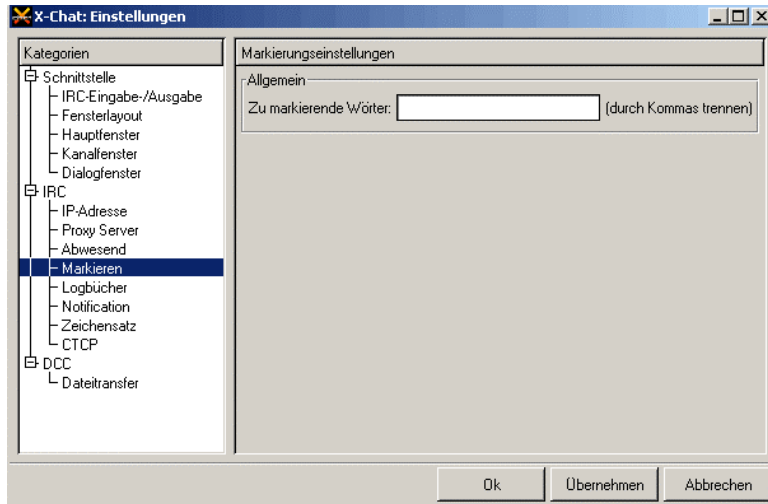 X-Chat: Einstellungen
Kategorien
Schnittstelle
IRC-Eingabe-/Ausgabe
Fensterlayout
Hauptfenster
Kanalfenster
Dialogfenster
IRC
IP-Adresse
Proxy Server
Abwesend
Markieren
Logbücher
Notification
Zeichensatz
CTCP
DCC
Dateitransfer
Markierungseinstellungen
Allgemein
Zu markierende Wörter: (durch Kommas trennen)
Ok Übernehmen Abbrechen